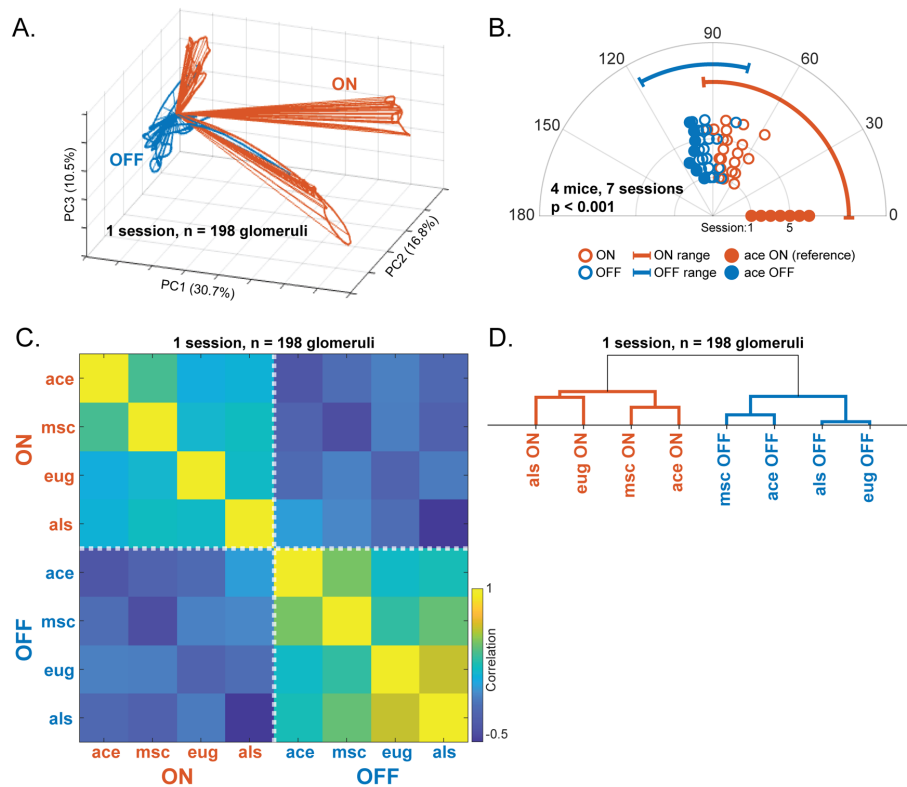 A.
ON
OFF
PC3 (10.5%)
1 session, n = 198 glomeruli
PC1 (30.7%)
PC2 (16.8%)
B.
90
120
60
150
30
180
0
4 mice, 7 sessions
p < 0.001
Session: 1 5
ON ON range ace ON (reference)
OFF OFF range ace OFF
C.
1 session, n = 198 glomeruli
ON
ace
msc
eug
als
OFF
ace
msc
eug
als
1
Correlation
-0.5
ace msc eug als ace msc eug als
ON OFF
D.
1 session, n = 198 glomeruli
als ON
eug ON
msc ON
ace ON
msc OFF
ace OFF
als OFF
eug OFF